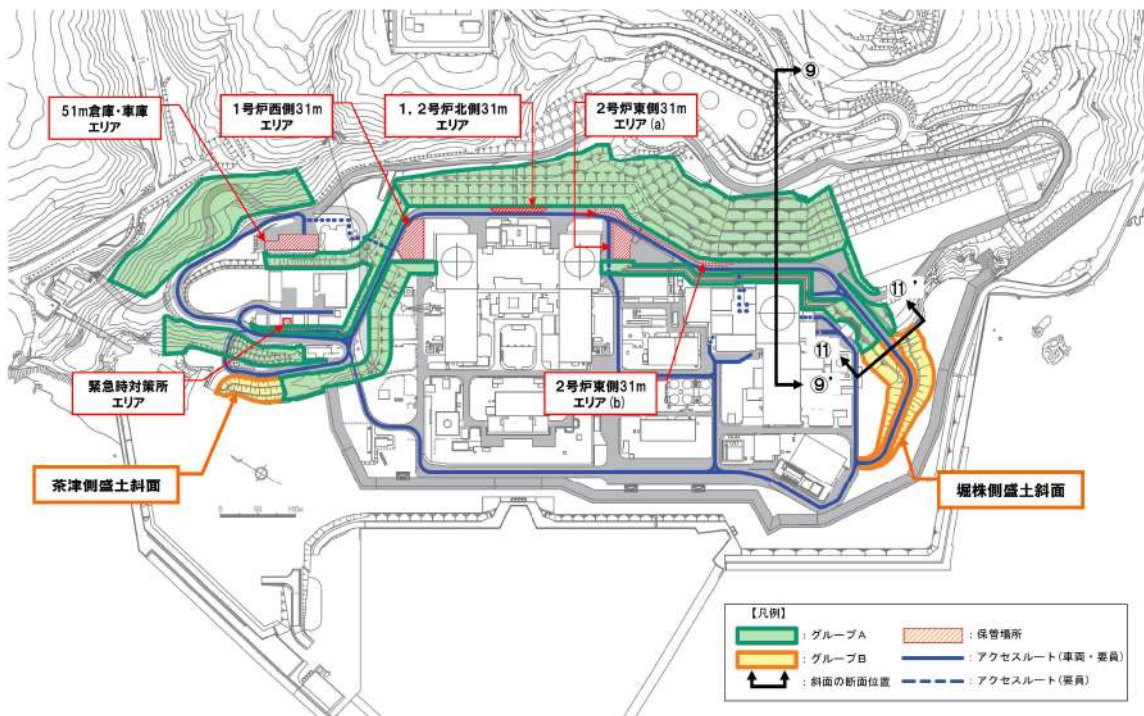 ⑨
51m倉庫・車庫
エリア
1号炉西側31m
エリア
1．2号炉北側31m
エリア
2号炉東側31m
エリア(a)
⑪'
⑪
⑨'
緊急時対策所
エリア
2号炉東側31m
エリア(b)
茶津側盛土斜面
堀株側盛土斜面
0 50 100m
【凡例】
：グループA
：グループB
：斜面の断面位置
：保管場所
：アクセスルート(車両・要員)
：アクセスルート(要員)